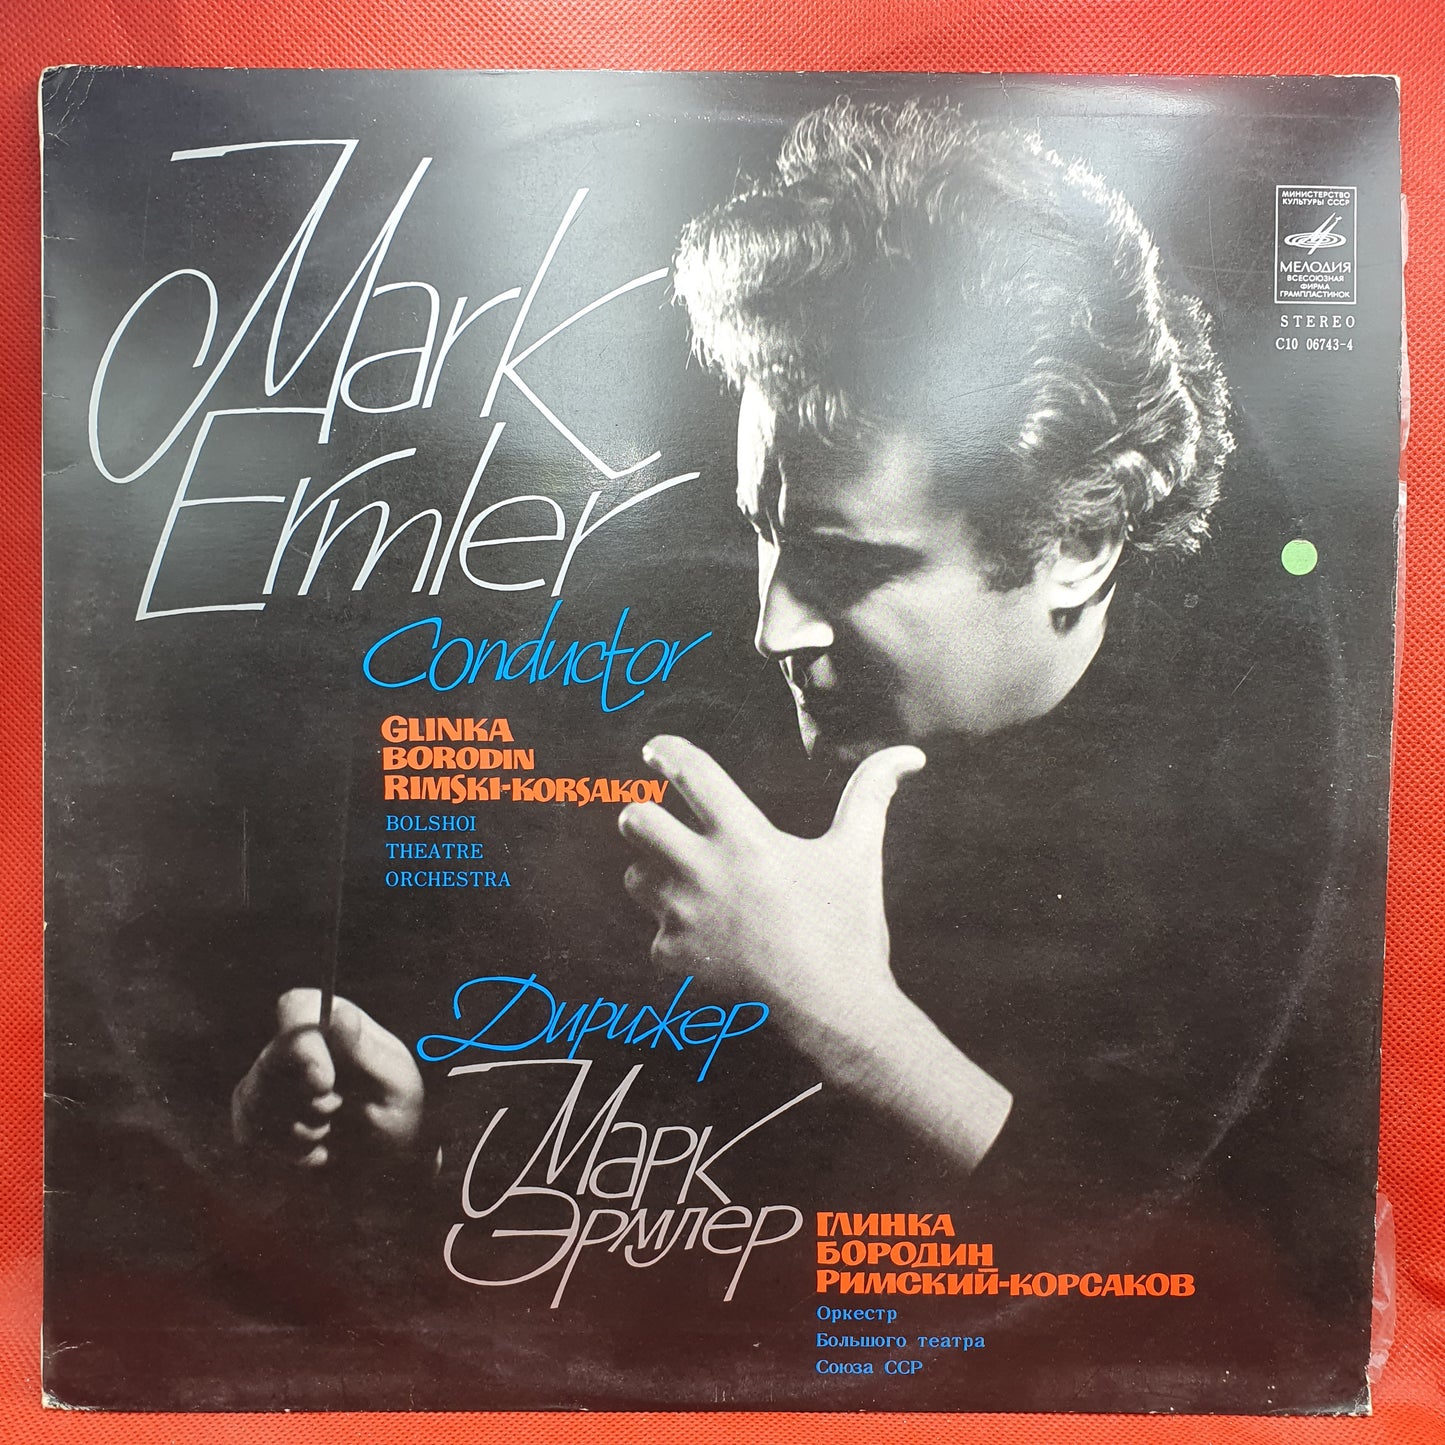 Mark
Ermler
Conductor
GLINKA
BORODIN
RIMSKI-KORSAKOV
BOLSHOI
THEATRE
ORCHESTRA
МИНИСТЕРСТВО
КУЛЬТУРЫ СССР
МЕЛОДИЯ
ВСЕСОЮЗНАЯ
ФИРМА
ГРАМПЛАСТИНОК
STEREO
C10 06743-4
Дирижер
Марк
Эрмлер
ГЛИНКА
БОРОДИН
РИМСКИЙ-КОРСАКОВ
Оркестр
Большого театра
Союза ССР